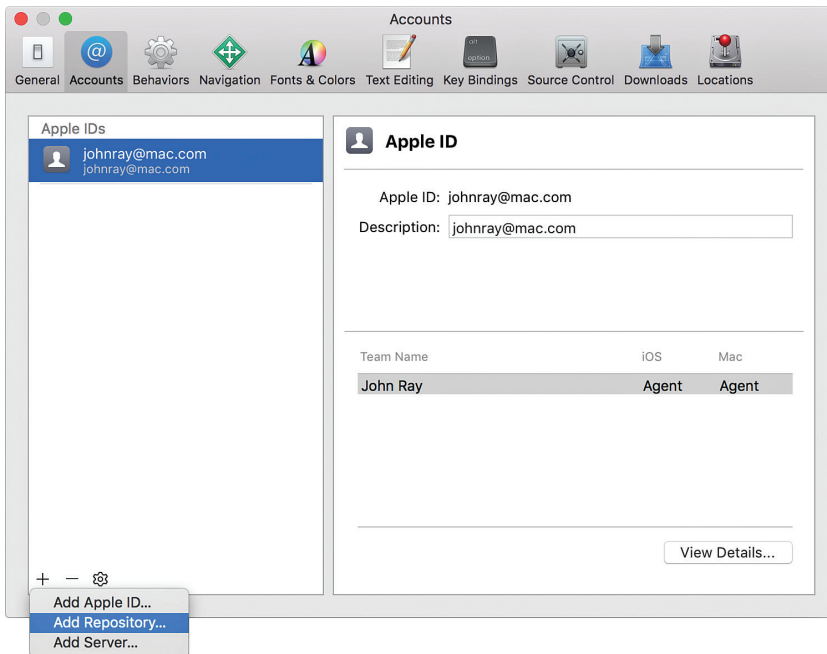 Accounts
General Accounts Behaviors Navigation Fonts & Colors Text Editing Key Bindings Source Control Downloads Locations
alt
option
Apple IDs
johnray@mac.com
johnray@mac.com
Apple ID
Apple ID: johnray@mac.com
Description: johnray@mac.com
Team Name iOS Mac
John Ray Agent Agent
View Details...
Add Apple ID...
Add Repository...
Add Server...